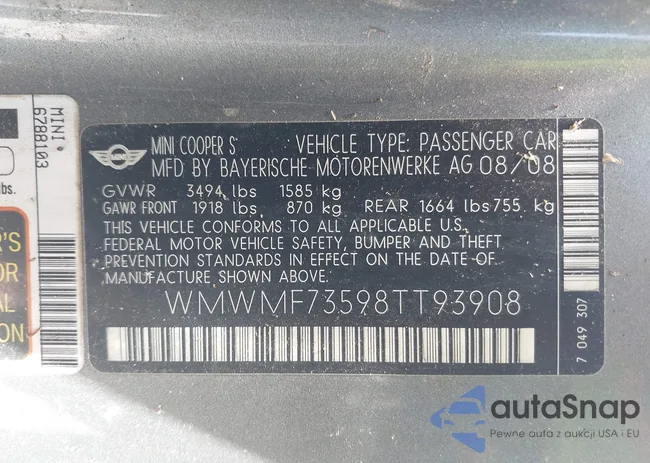 MINI
6788103
lbs.
MINI COOPER S VEHICLE TYPE: PASSENGER CAR
MFD BY BAYERISCHE MOTORENWERKE AG 08/08
GVWR 3494 lbs 1585 kg
GAWR FRONT 1918 lbs, 870 kg REAR 1664 lbs 755 kg
THIS VEHICLE CONFORMS TO ALL APPLICABLE U.S.
FEDERAL MOTOR VEHICLE SAFETY, BUMPER AND THEFT
PREVENTION STANDARDS IN EFFECT ON THE DATE OF
MANUFACTURE SHOWN ABOVE.
WMWMF73598TT93908
7 049 307
autaSnap
Pewne auta z aukcji USA i EU